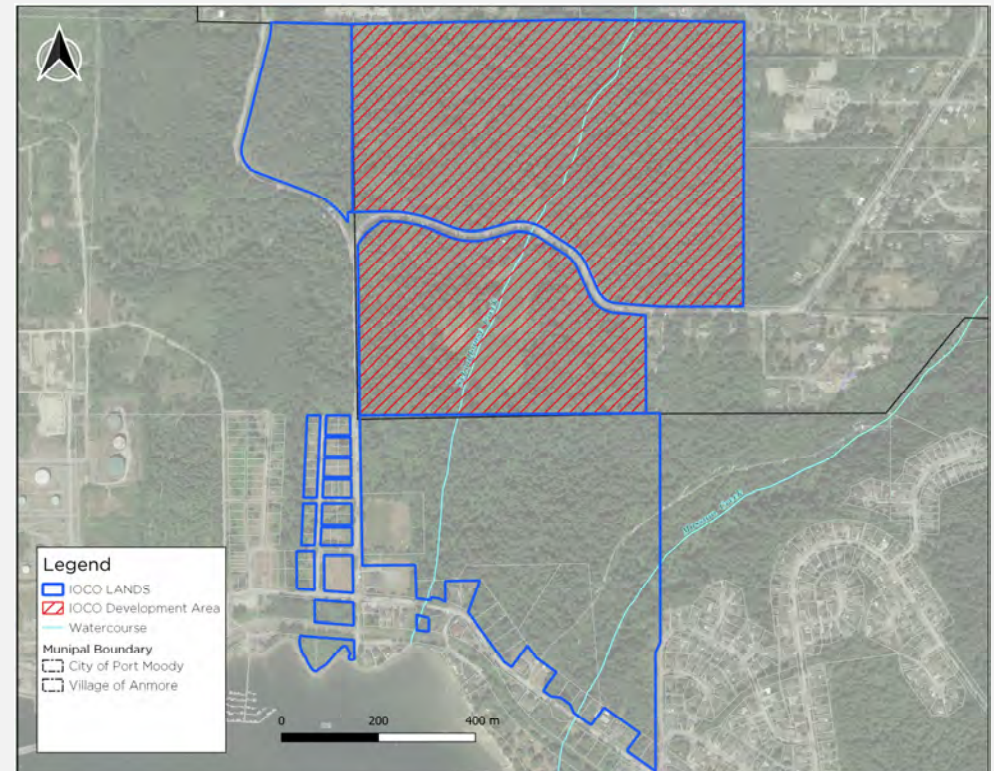 Legend
IOCO LANDS
IOCO Development Area
Watercourse
Munipal Boundary
City of Port Moody
Village of Anmore
0 200 400 m